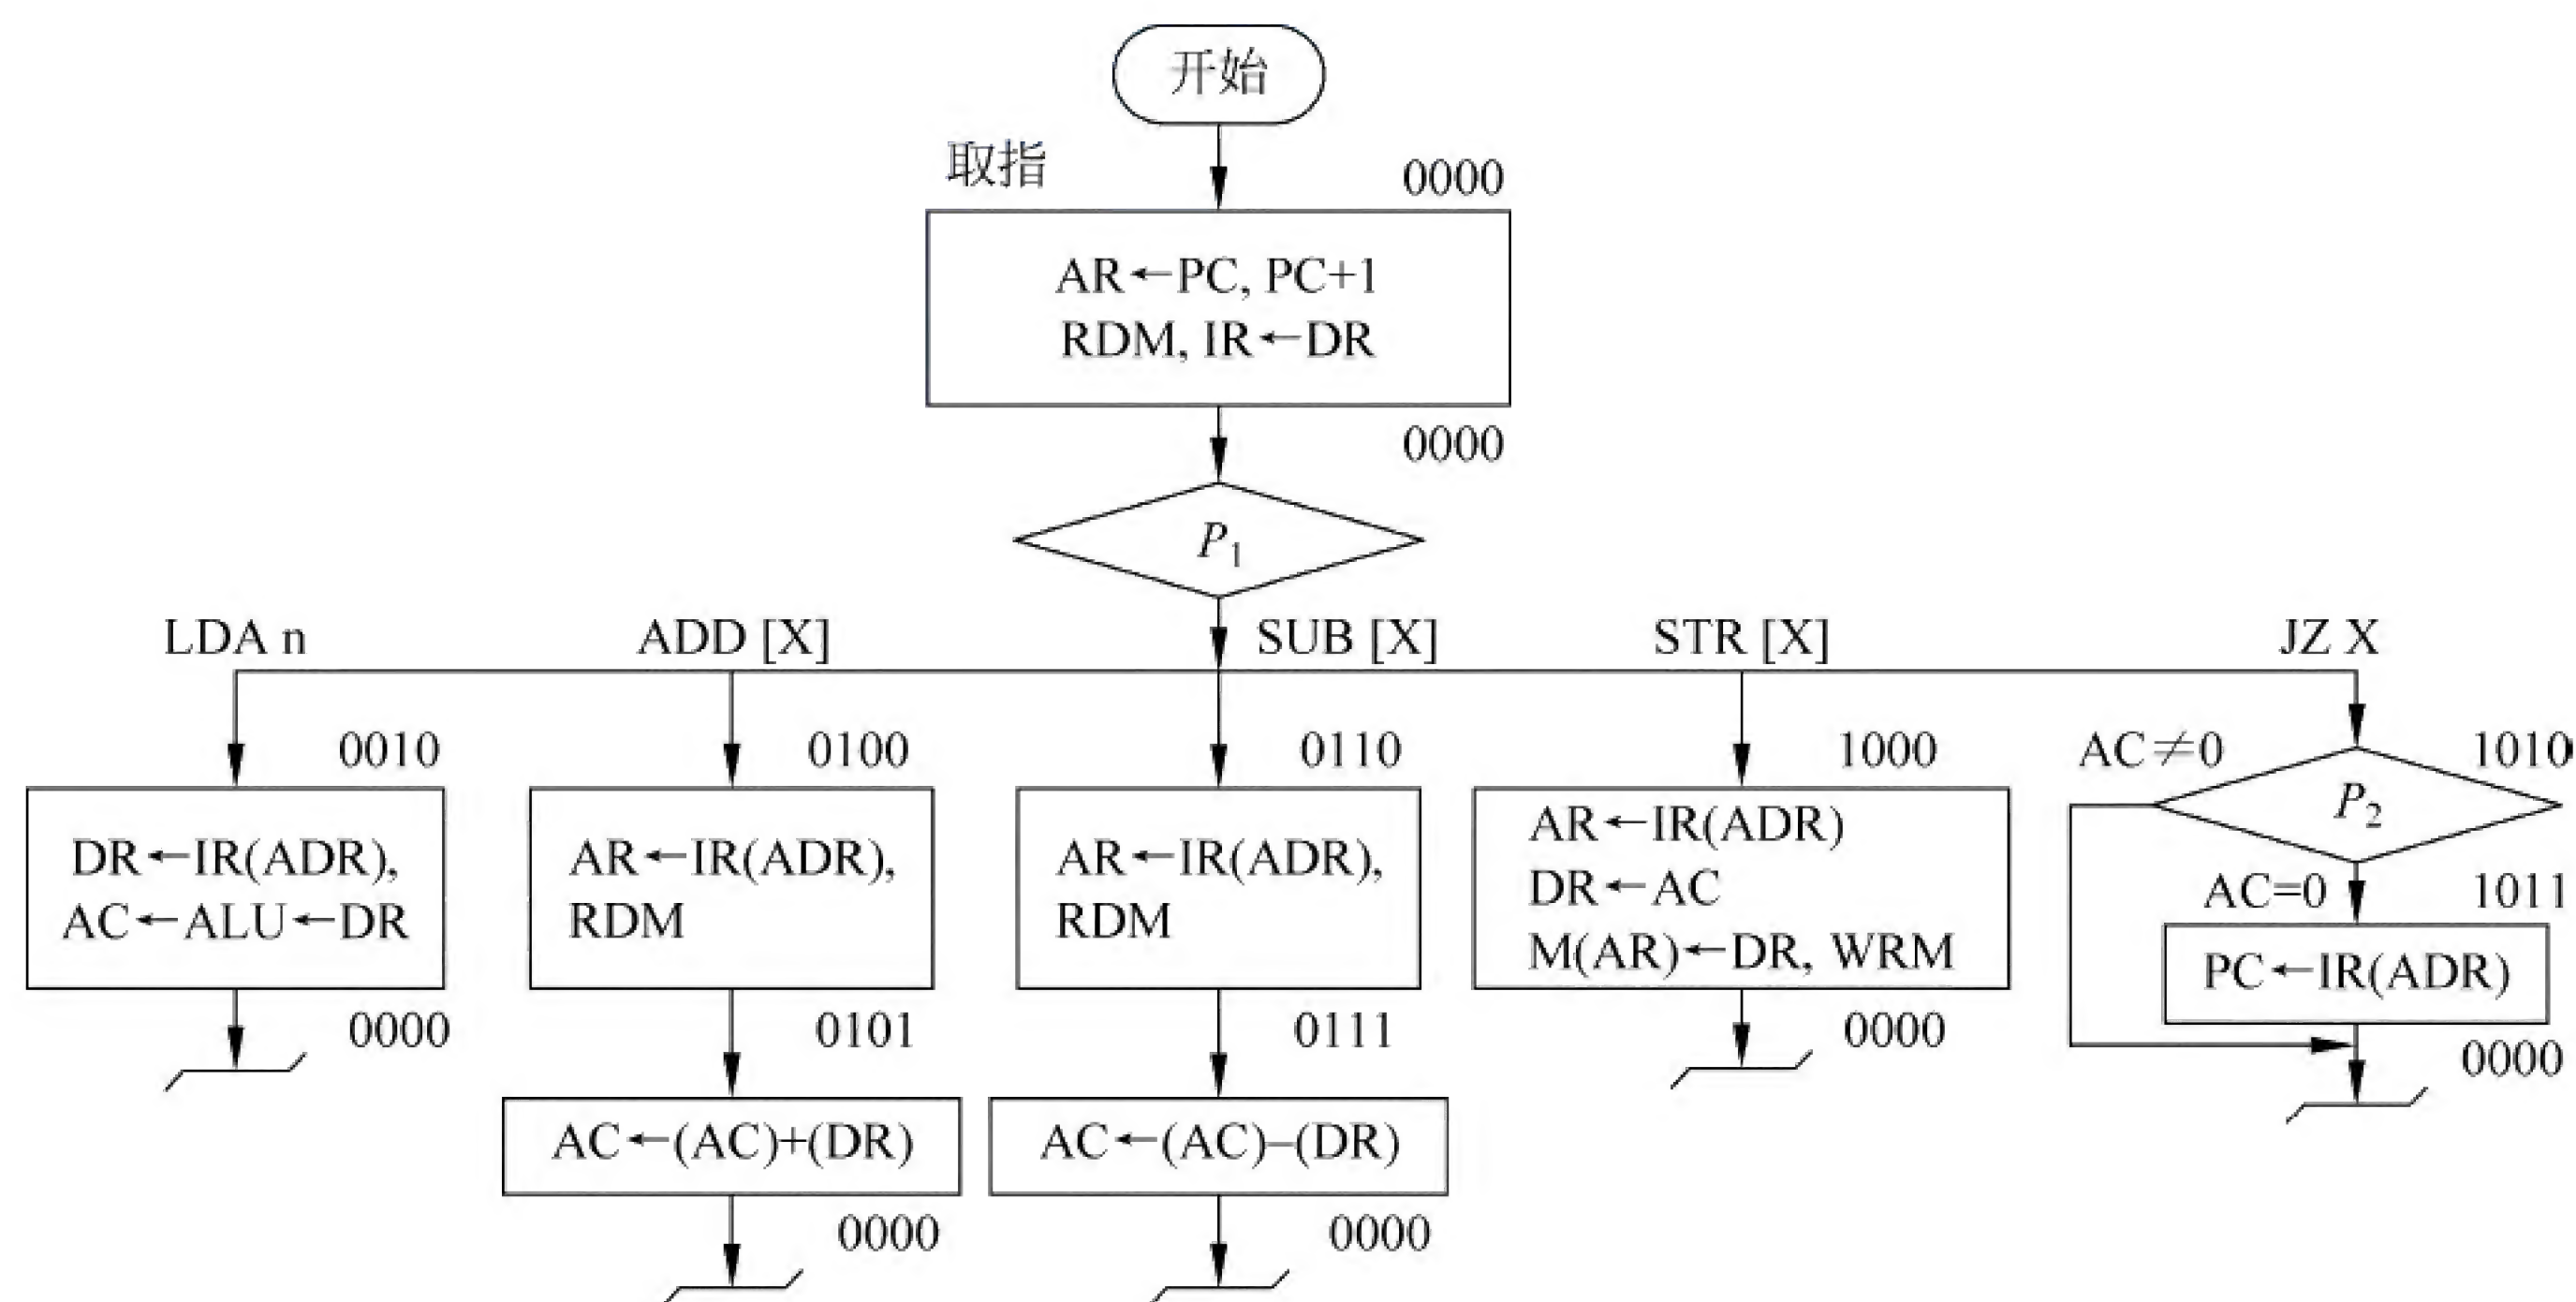 开始
取指
0000
AR←PC, PC+1
RDM, IR←DR
0000
P₁
LDA n
ADD [X]
SUB [X]
STR [X]
JZ X
0010
0100
0110
1000
AC≠0
1010
DR←IR(ADR),
AC←ALU←DR
AR←IR(ADR),
RDM
AR←IR(ADR),
RDM
AR←IR(ADR)
DR←AC
M(AR)←DR, WRM
P₂
AC=0
1011
PC←IR(ADR)
0000
0101
0111
0000
0000
AC←(AC)+(DR)
AC←(AC)–(DR)
0000
0000